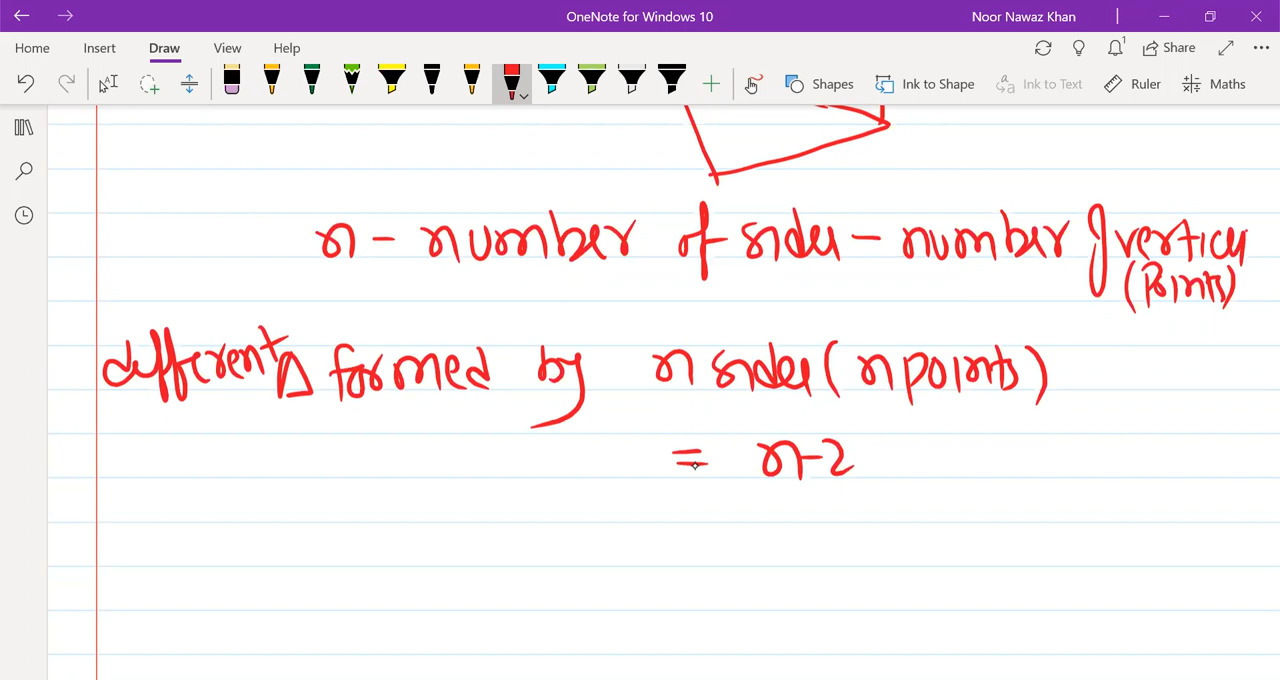 OneNote for Windows 10
Noor Nawaz Khan
Home Insert Draw View Help
1
Share
Shapes Ink to Shape Ink to Text Ruler Maths
n - number of sides - number of vertices
(Points)
different Δ formed by n sides (n points)
= n-2